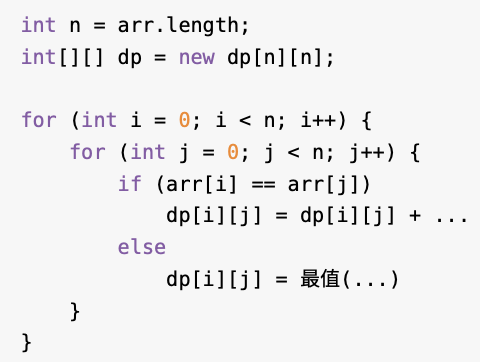 int n = arr.length;
int[][] dp = new dp[n][n];

for (int i = 0; i < n; i++) {
    for (int j = 0; j < n; j++) {
        if (arr[i] == arr[j])
            dp[i][j] = dp[i][j] + ...
        else
            dp[i][j] = 最值(...)
    }
}